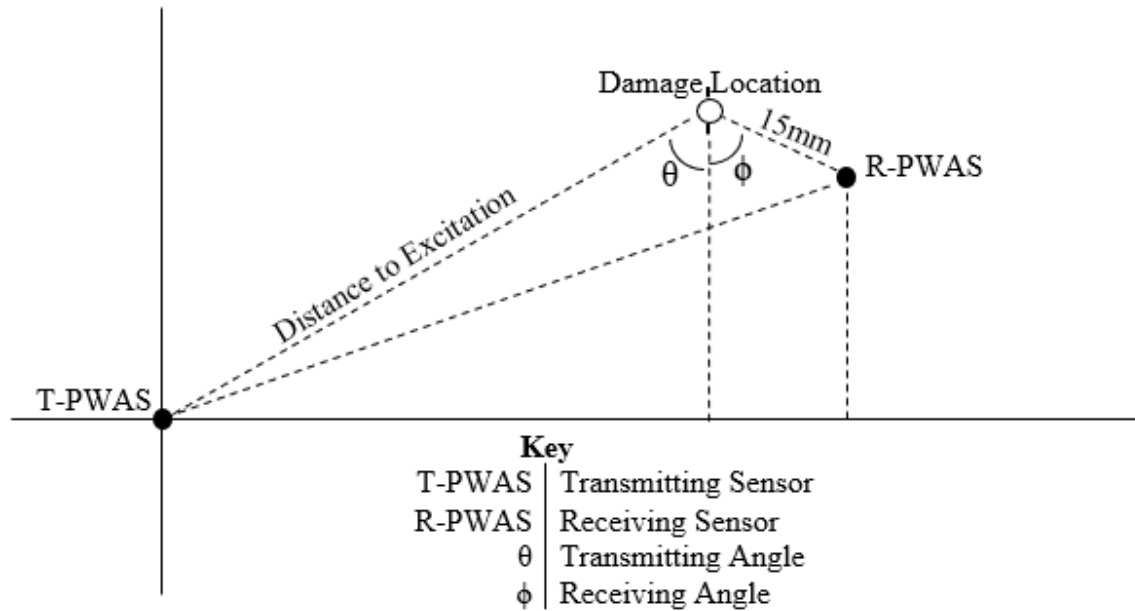 Damage Location
15mm
R-PWAS
θ
ϕ
Distance to Excitation
T-PWAS
Key
T-PWAS Transmitting Sensor
R-PWAS Receiving Sensor
θ Transmitting Angle
ϕ Receiving Angle